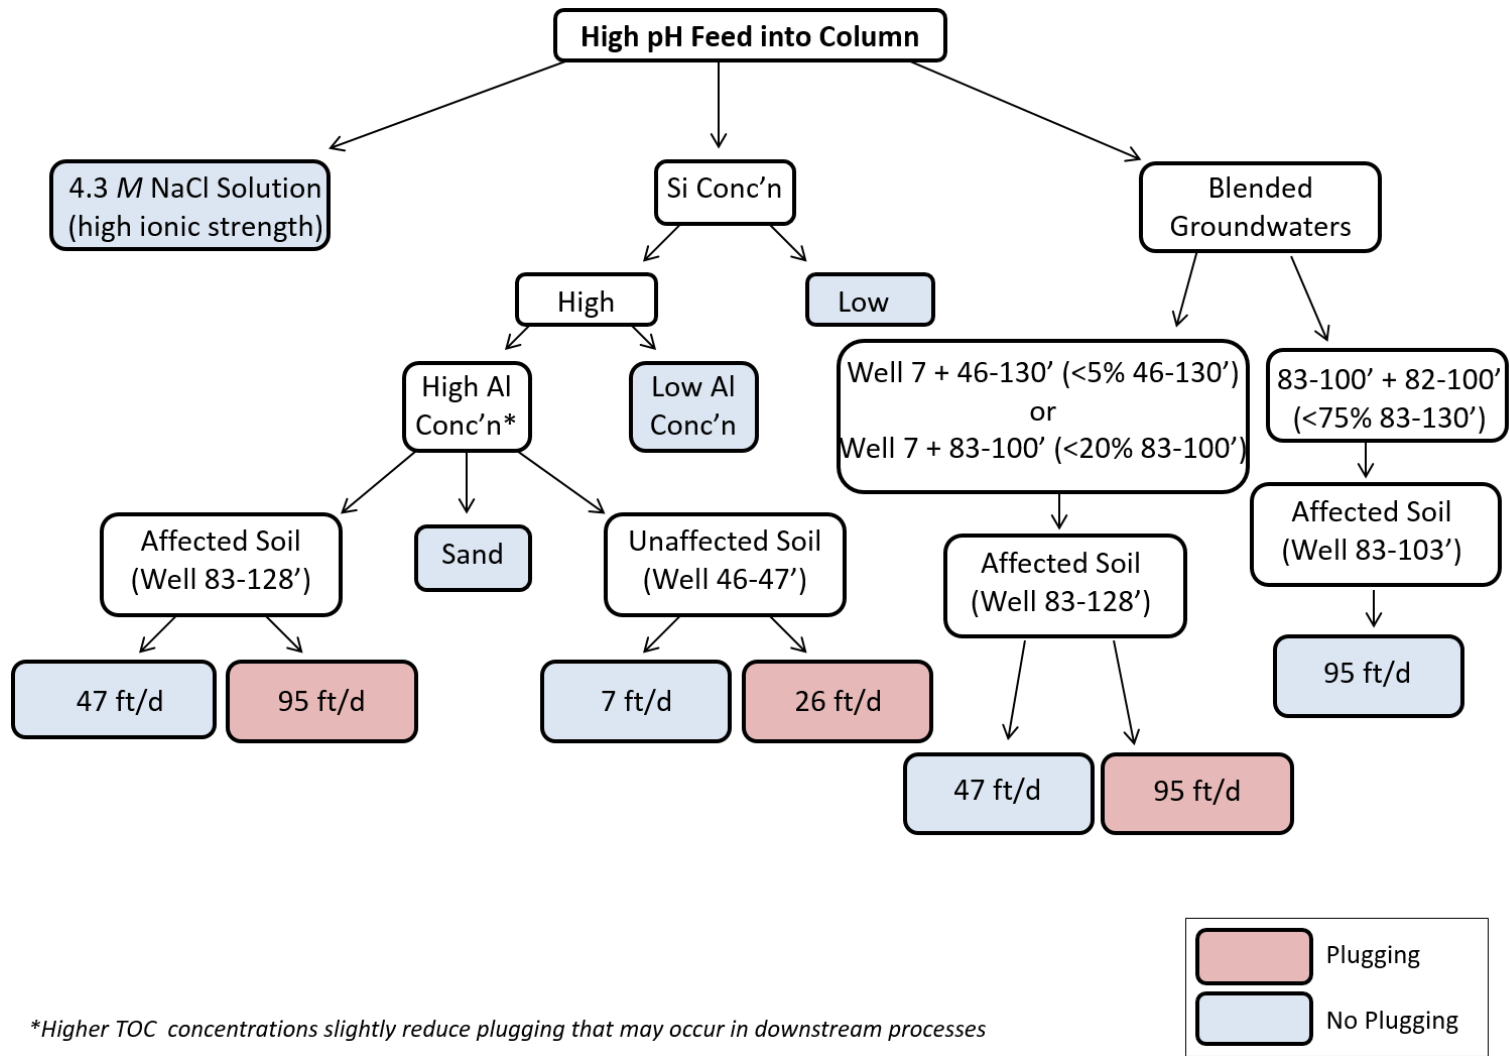 High pH Feed into Column
4.3 M NaCl Solution
(high ionic strength)
Si Conc’n
Blended
Groundwaters
High
Low
High Al
Conc’n*
Low Al
Conc’n
Well 7 + 46-130’ (<5% 46-130’)
or
Well 7 + 83-100’ (<20% 83-100’)
83-100’ + 82-100’
(<75% 83-130’)
Affected Soil
(Well 83-128’)
Sand
Unaffected Soil
(Well 46-47’)
Affected Soil
(Well 83-128’)
Affected Soil
(Well 83-103’)
47 ft/d
95 ft/d
7 ft/d
26 ft/d
95 ft/d
47 ft/d
95 ft/d
Plugging
No Plugging
*Higher TOC  concentrations slightly reduce plugging that may occur in downstream processes